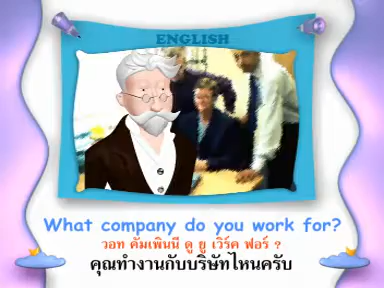 ENGLISH
What company do you work for?
วอท คัมเพินนี ดู ยู เวิร์ค ฟอร์ ?
คุณทำงานกับบริษัทไหนครับ